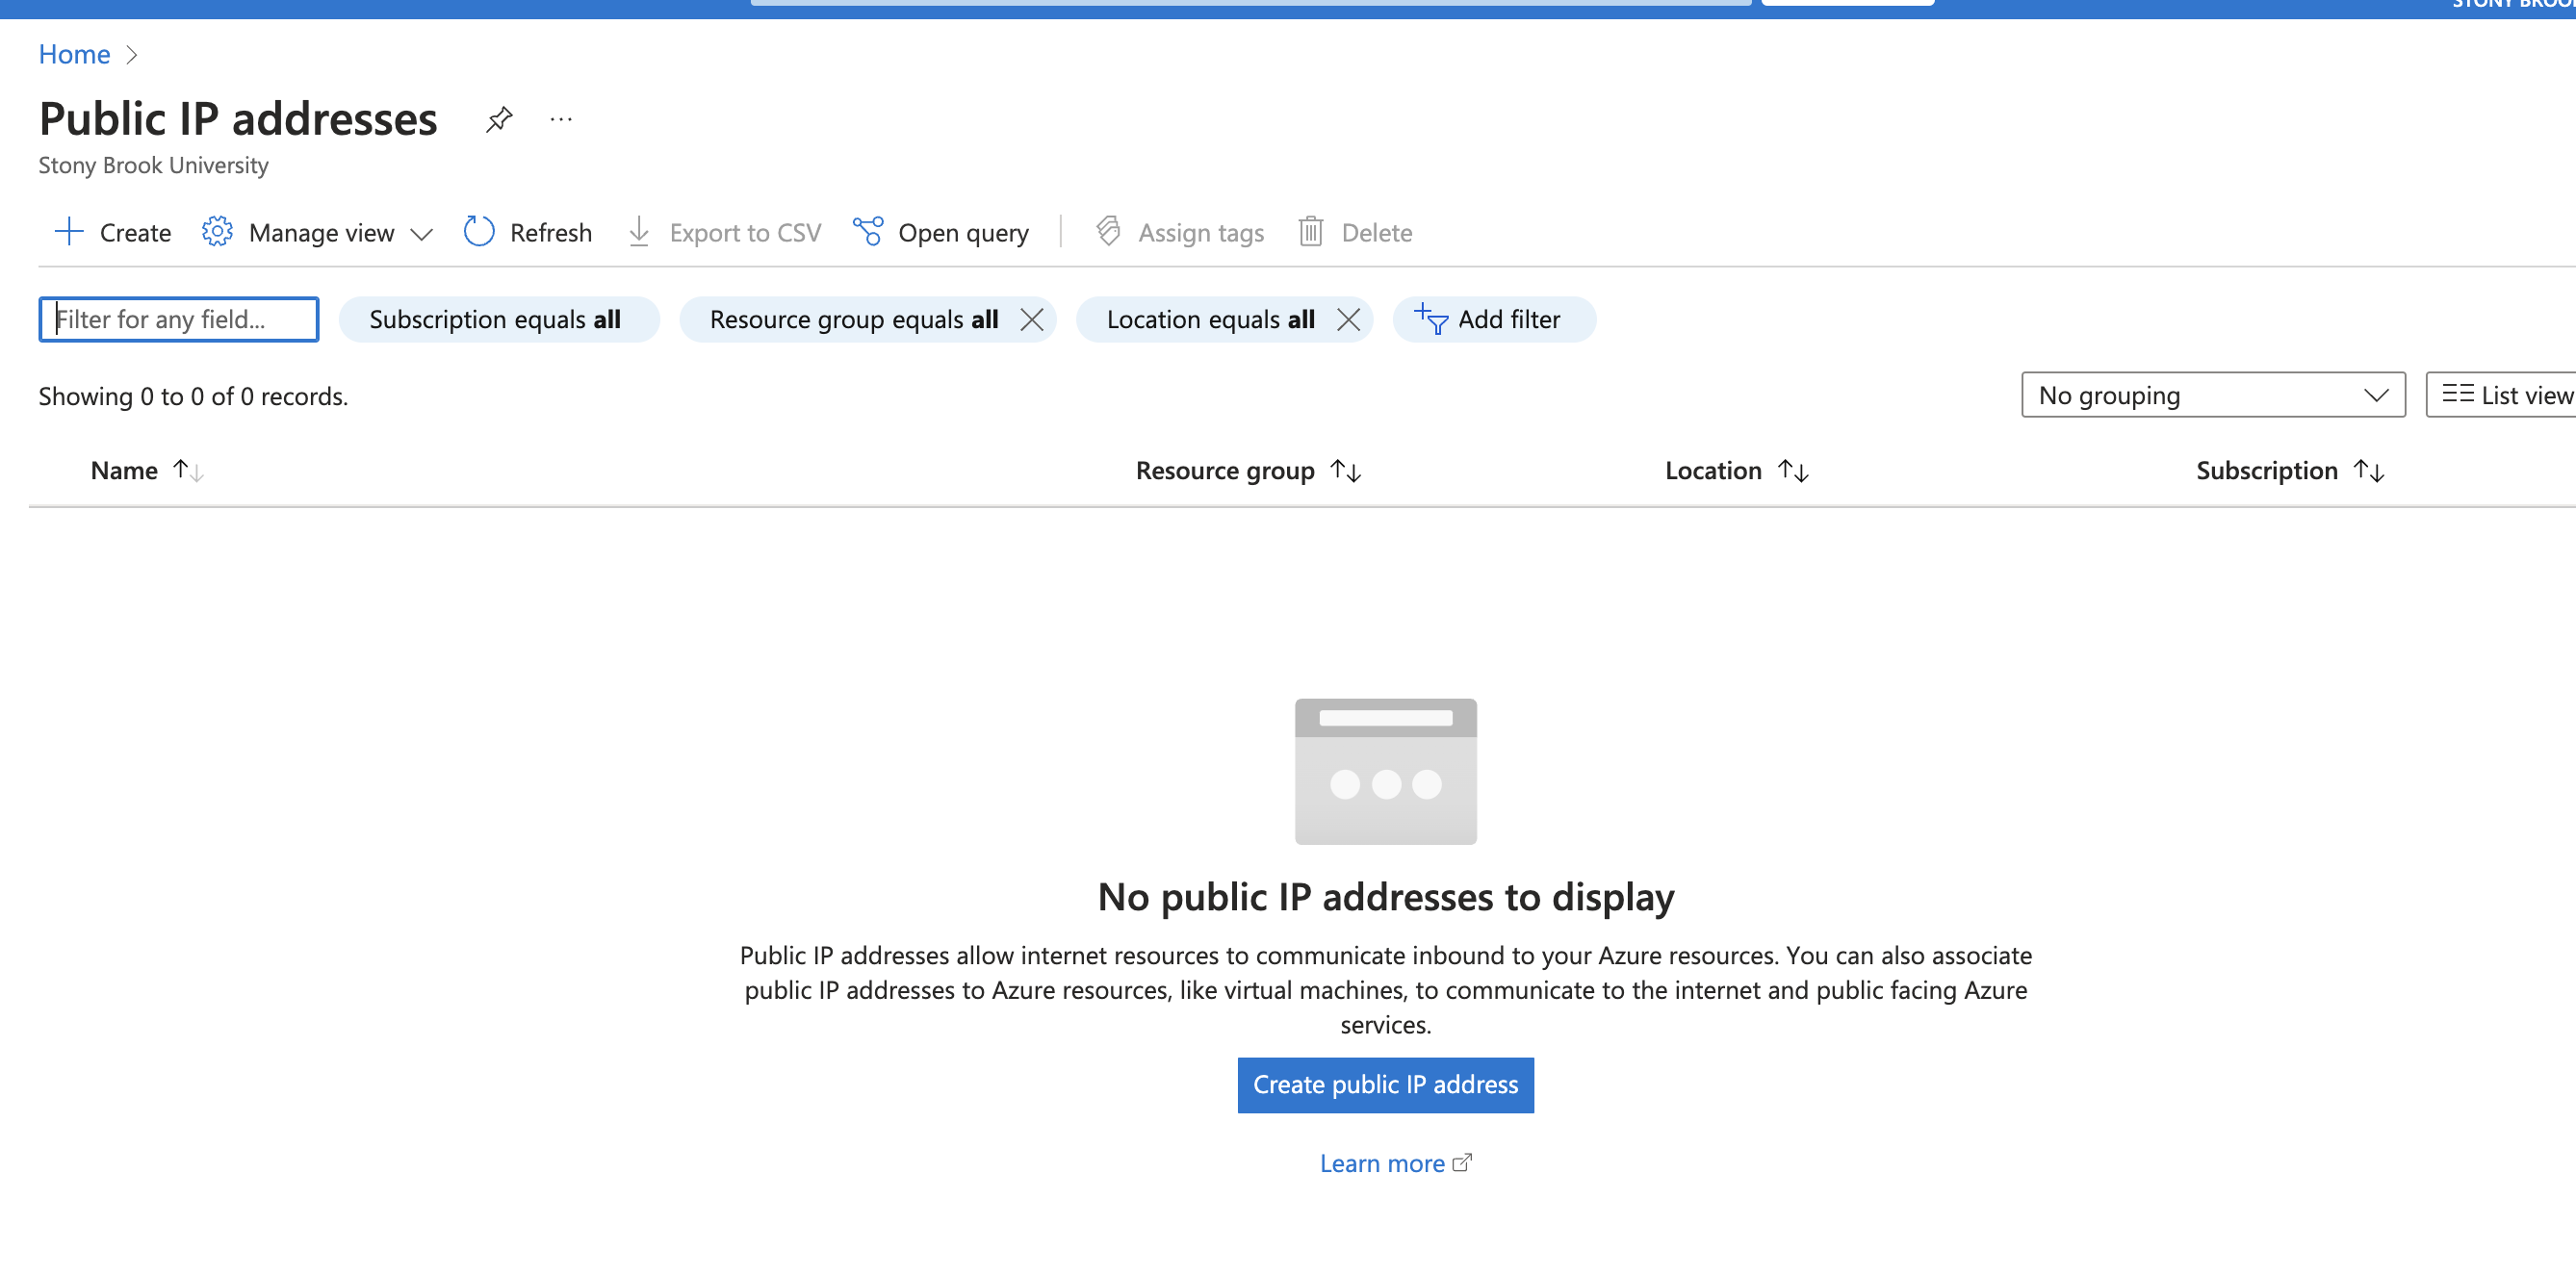 STONY BROOK
Home
Public IP addresses
Stony Brook University
Create Manage view Refresh Export to CSV Open query Assign tags Delete
Filter for any field... Subscription equals all Resource group equals all Location equals all Add filter
Showing 0 to 0 of 0 records. No grouping List view
Name Resource group Location Subscription
No public IP addresses to display
Public IP addresses allow internet resources to communicate inbound to your Azure resources. You can also associate
public IP addresses to Azure resources, like virtual machines, to communicate to the internet and public facing Azure
services.
Create public IP address
Learn more